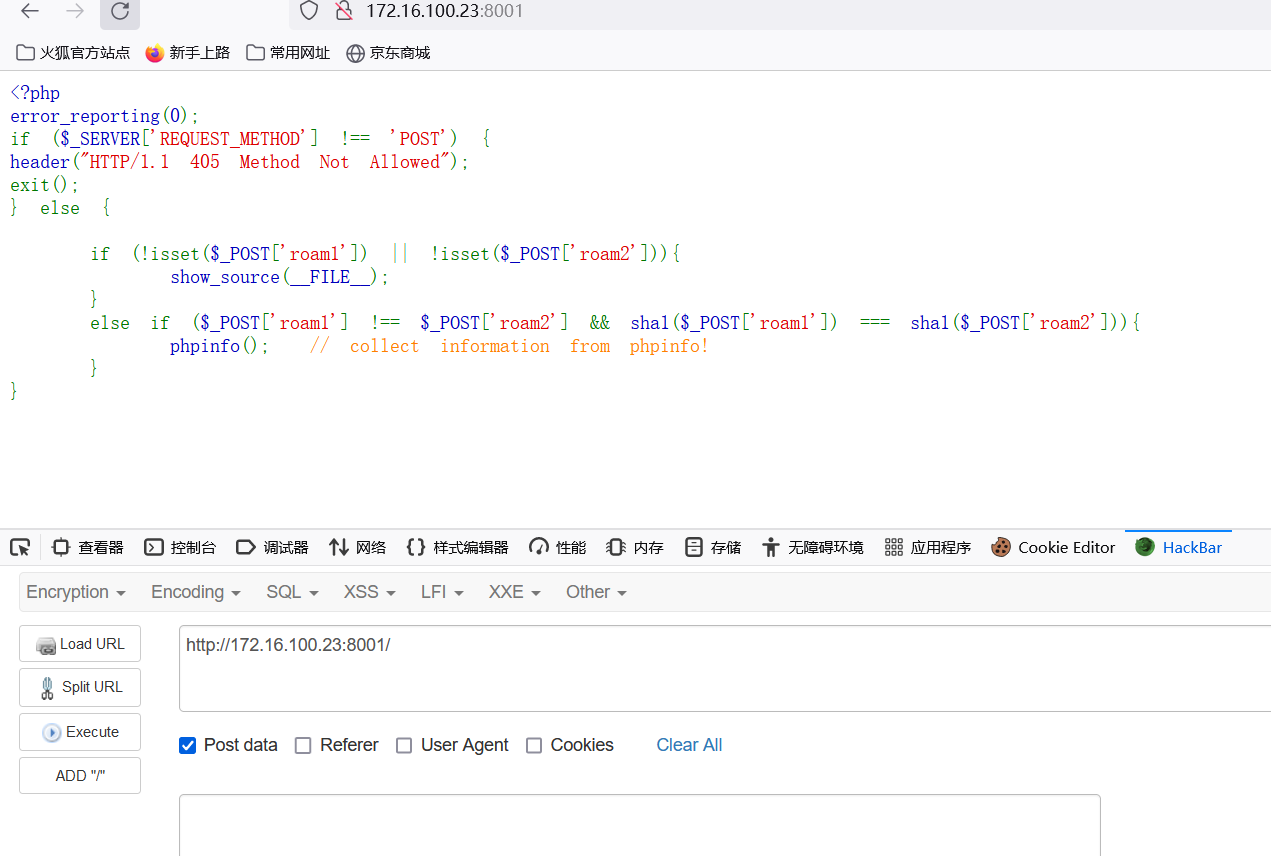 172.16.100.23:8001
火狐官方站点 新手上路 常用网址 京东商城
<?php
error_reporting(0);
if ($_SERVER['REQUEST_METHOD'] !== 'POST') {
header("HTTP/1.1 405 Method Not Allowed");
exit();
} else {
if (!isset($_POST['roam1']) || !isset($_POST['roam2'])){
show_source(__FILE__);
}
else if ($_POST['roam1'] !== $_POST['roam2'] && sha1($_POST['roam1']) === sha1($_POST['roam2'])){
phpinfo(); // collect information from phpinfo!
}
}
查看器 控制台 调试器 网络 样式编辑器 性能 内存 存储 无障碍环境 应用程序 Cookie Editor HackBar
Encryption Encoding SQL XSS LFI XXE Other
Load URL http://172.16.100.23:8001/
Split URL
Execute Post data Referer User Agent Cookies Clear All
ADD "/"